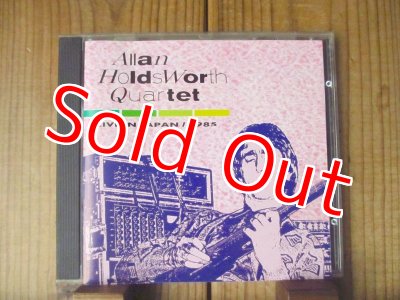 Allan
HoldsWorth
Quartet
LIVE IN JAPAN / 1985
Sold Out